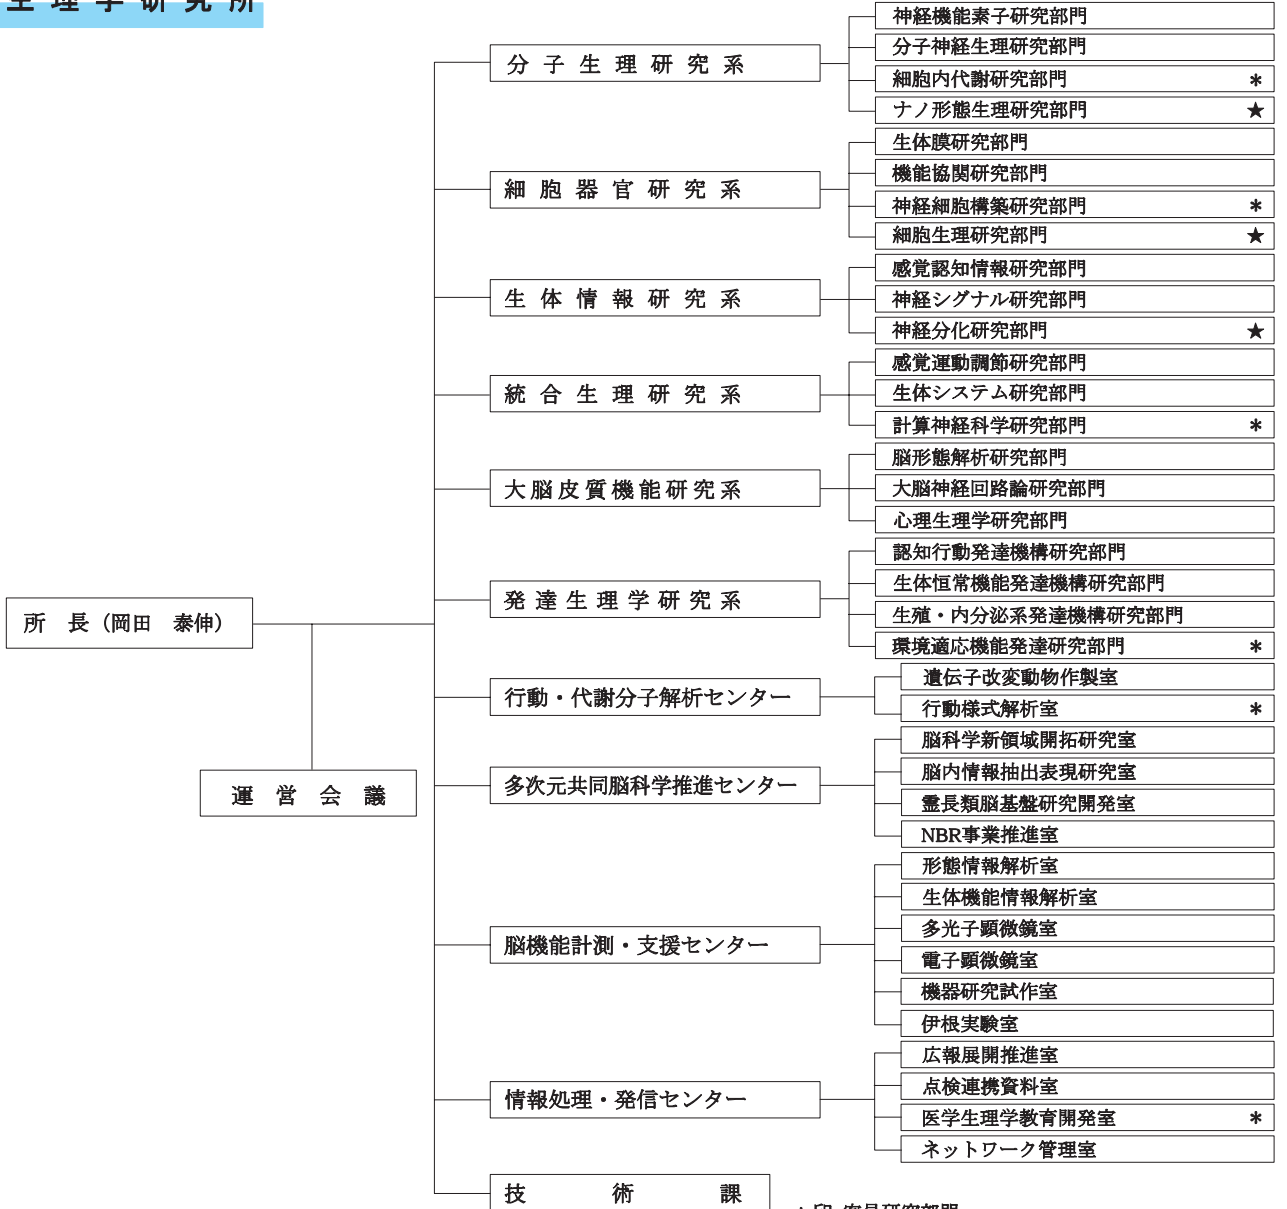 生理学研究所
所 長（岡田 泰伸）
運営会議
分子生理研究系
神経機能素子研究部門
分子神経生理研究部門
細胞内代謝研究部門 *
ナノ形態生理研究部門 ★
細胞器官研究系
生体膜研究部門
機能協関研究部門
神経細胞構築研究部門 *
細胞生理研究部門 ★
生体情報研究系
感覚認知情報研究部門
神経シグナル研究部門
神経分化研究部門 ★
統合生理研究系
感覚運動調節研究部門
生体システム研究部門
計算神経科学研究部門 *
大脳皮質機能研究系
脳形態解析研究部門
大脳神経回路論研究部門
心理生理学研究部門
発達生理学研究系
認知行動発達機構研究部門
生体恒常機能発達機構研究部門
生殖・内分泌系発達機構研究部門
環境適応機能発達研究部門 *
行動・代謝分子解析センター
遺伝子改変動物作製室
行動様式解析室 *
多次元共同脳科学推進センター
脳科学新領域開拓研究室
脳内情報抽出表現研究室
霊長類脳基盤研究開発室
NBR事業推進室
脳機能計測・支援センター
形態情報解析室
生体機能情報解析室
多光子顕微鏡室
電子顕微鏡室
機器研究試作室
伊根実験室
情報処理・発信センター
広報展開推進室
点検連携資料室
医学生理学教育開発室 *
ネットワーク管理室
技術課